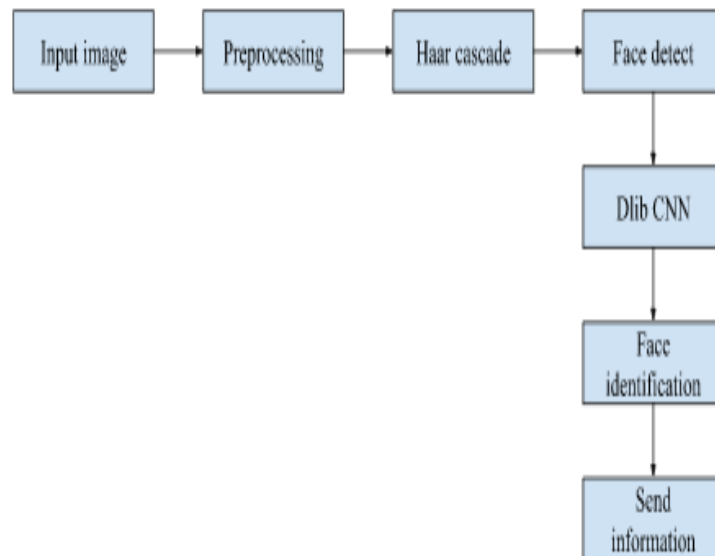 Input image
Preprocessing
Haar cascade
Face detect
Dlib CNN
Face
identification
Send
information